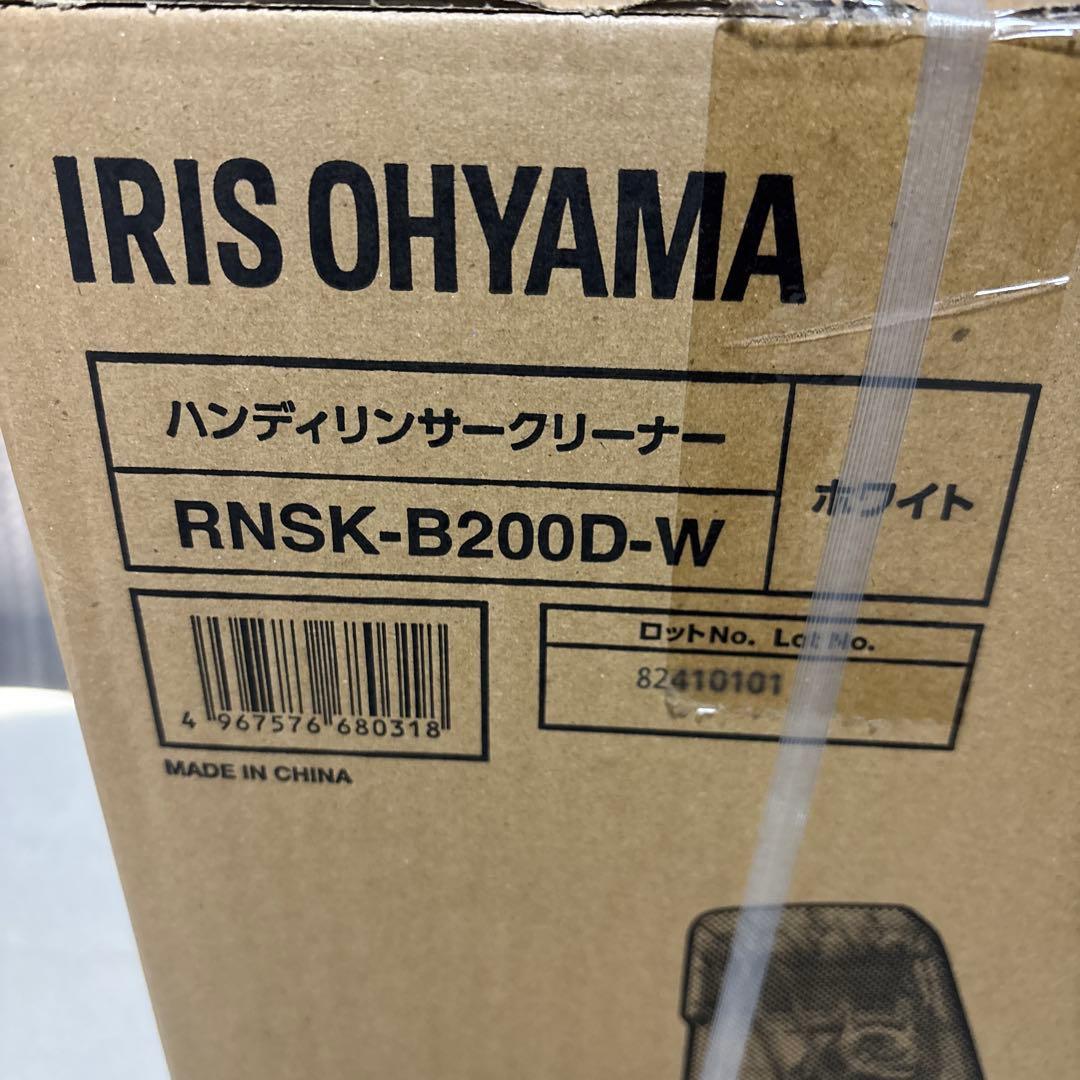 IRIS OHYAMA
ハンディリンサークリーナー
RNSK-B200D-W
ホワイト
ロットNo. Lot No.
82410101
4 967576 680318
MADE IN CHINA